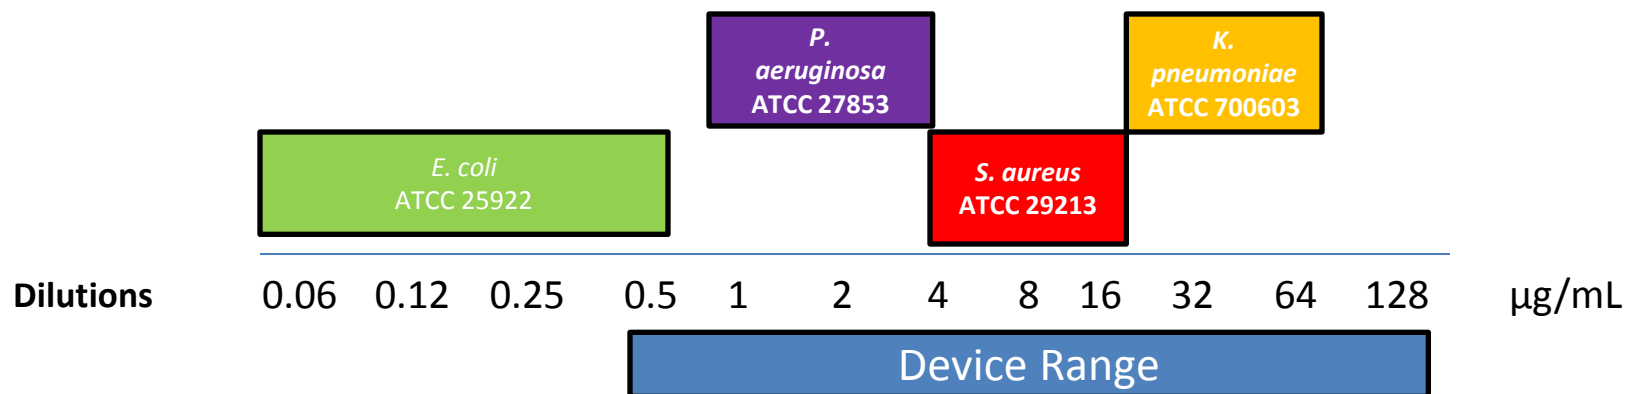 P.
aeruginosa
ATCC 27853
K.
pneumoniae
ATCC 700603
E. coli
ATCC 25922
S. aureus
ATCC 29213
Dilutions 0.06 0.12 0.25 0.5 1 2 4 8 16 32 64 128 µg/mL
Device Range